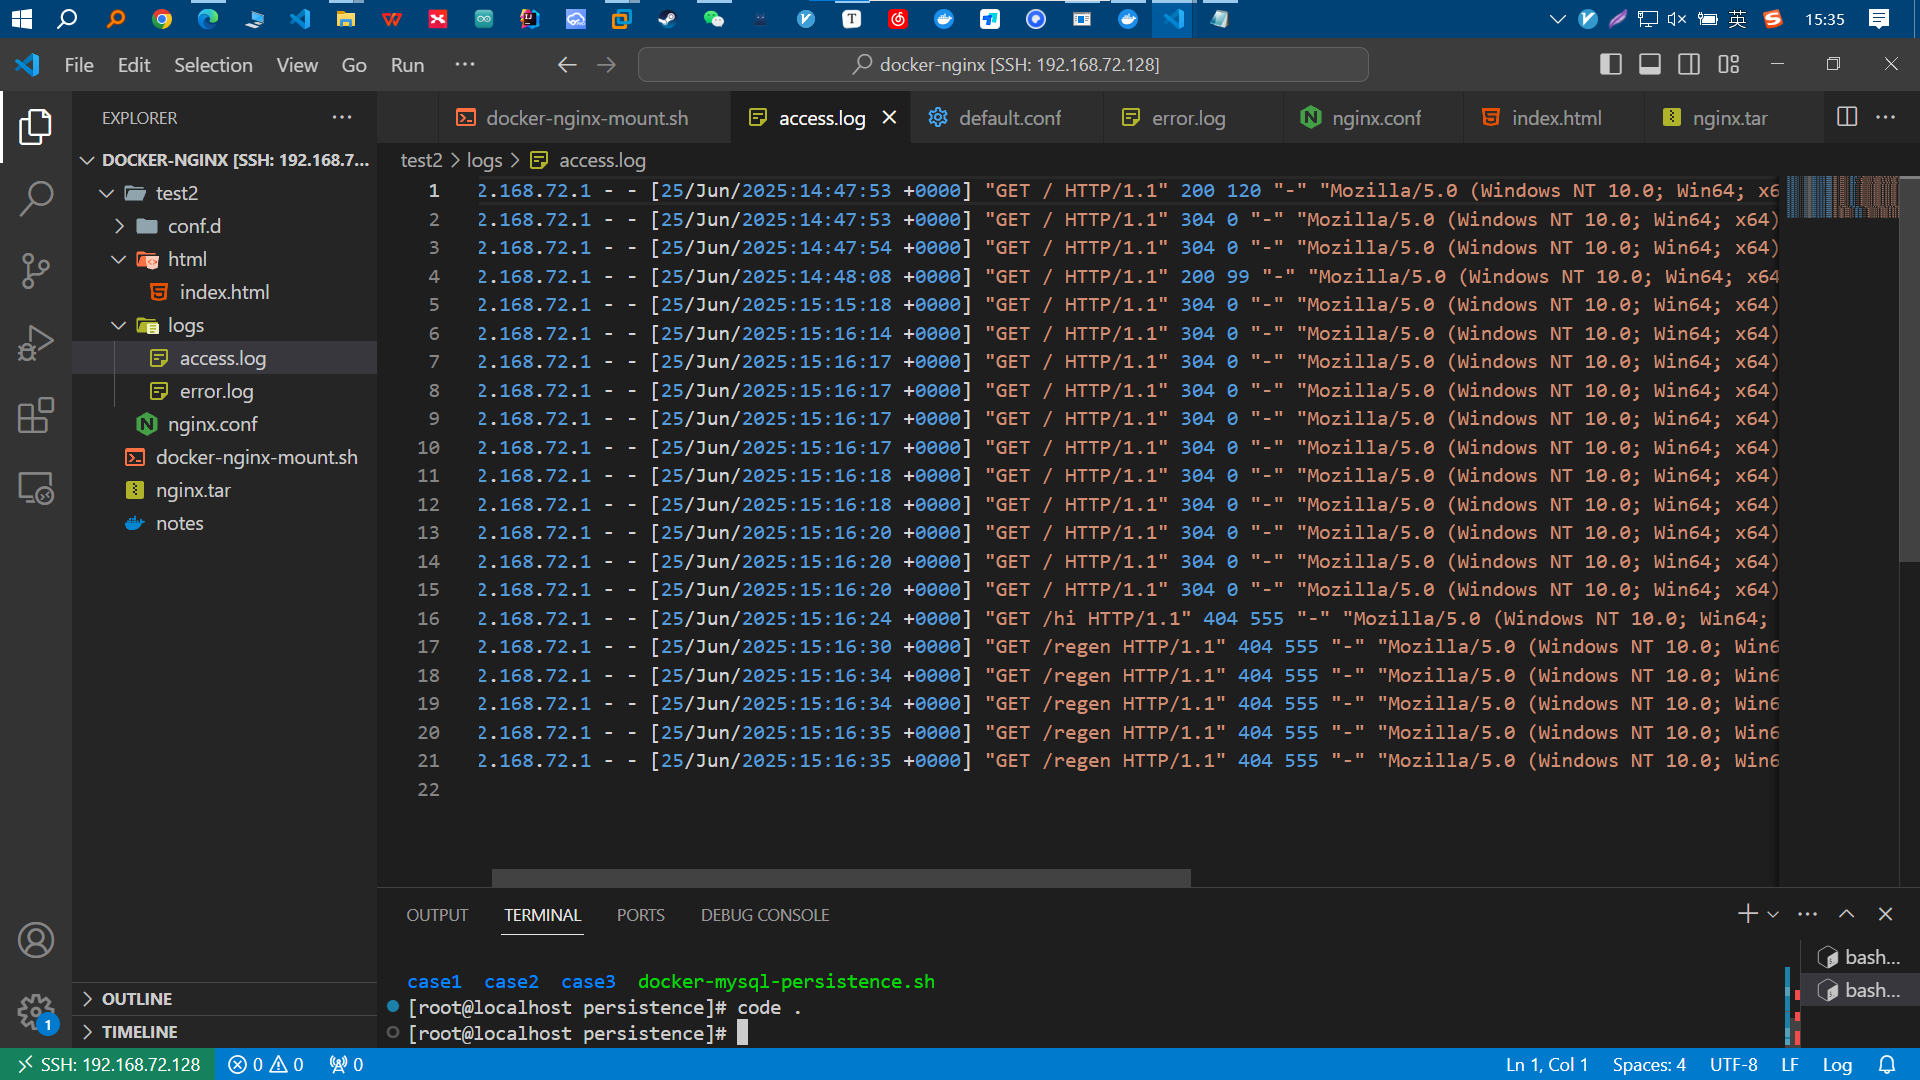 英
15:35
File Edit Selection View Go Run ···
docker-nginx [SSH: 192.168.72.128]
EXPLORER ···
docker-nginx-mount.sh access.log default.conf error.log nginx.conf index.html nginx.tar ···
test2 > logs > access.log
DOCKER-NGINX [SSH: 192.168.7...
test2
conf.d
html
index.html
logs
access.log
error.log
nginx.conf
docker-nginx-mount.sh
nginx.tar
notes
OUTLINE
TIMELINE
1 2.168.72.1 - - [25/Jun/2025:14:47:53 +0000] "GET / HTTP/1.1" 200 120 "-" "Mozilla/5.0 (Windows NT 10.0; Win64; x6
2 2.168.72.1 - - [25/Jun/2025:14:47:53 +0000] "GET / HTTP/1.1" 304 0 "-" "Mozilla/5.0 (Windows NT 10.0; Win64; x64)
3 2.168.72.1 - - [25/Jun/2025:14:47:54 +0000] "GET / HTTP/1.1" 304 0 "-" "Mozilla/5.0 (Windows NT 10.0; Win64; x64)
4 2.168.72.1 - - [25/Jun/2025:14:48:08 +0000] "GET / HTTP/1.1" 200 99 "-" "Mozilla/5.0 (Windows NT 10.0; Win64; x64
5 2.168.72.1 - - [25/Jun/2025:15:15:18 +0000] "GET / HTTP/1.1" 304 0 "-" "Mozilla/5.0 (Windows NT 10.0; Win64; x64)
6 2.168.72.1 - - [25/Jun/2025:15:16:14 +0000] "GET / HTTP/1.1" 304 0 "-" "Mozilla/5.0 (Windows NT 10.0; Win64; x64)
7 2.168.72.1 - - [25/Jun/2025:15:16:17 +0000] "GET / HTTP/1.1" 304 0 "-" "Mozilla/5.0 (Windows NT 10.0; Win64; x64)
8 2.168.72.1 - - [25/Jun/2025:15:16:17 +0000] "GET / HTTP/1.1" 304 0 "-" "Mozilla/5.0 (Windows NT 10.0; Win64; x64)
9 2.168.72.1 - - [25/Jun/2025:15:16:17 +0000] "GET / HTTP/1.1" 304 0 "-" "Mozilla/5.0 (Windows NT 10.0; Win64; x64)
10 2.168.72.1 - - [25/Jun/2025:15:16:17 +0000] "GET / HTTP/1.1" 304 0 "-" "Mozilla/5.0 (Windows NT 10.0; Win64; x64)
11 2.168.72.1 - - [25/Jun/2025:15:16:18 +0000] "GET / HTTP/1.1" 304 0 "-" "Mozilla/5.0 (Windows NT 10.0; Win64; x64)
12 2.168.72.1 - - [25/Jun/2025:15:16:18 +0000] "GET / HTTP/1.1" 304 0 "-" "Mozilla/5.0 (Windows NT 10.0; Win64; x64)
13 2.168.72.1 - - [25/Jun/2025:15:16:20 +0000] "GET / HTTP/1.1" 304 0 "-" "Mozilla/5.0 (Windows NT 10.0; Win64; x64)
14 2.168.72.1 - - [25/Jun/2025:15:16:20 +0000] "GET / HTTP/1.1" 304 0 "-" "Mozilla/5.0 (Windows NT 10.0; Win64; x64)
15 2.168.72.1 - - [25/Jun/2025:15:16:20 +0000] "GET / HTTP/1.1" 304 0 "-" "Mozilla/5.0 (Windows NT 10.0; Win64; x64)
16 2.168.72.1 - - [25/Jun/2025:15:16:24 +0000] "GET /hi HTTP/1.1" 404 555 "-" "Mozilla/5.0 (Windows NT 10.0; Win64;
17 2.168.72.1 - - [25/Jun/2025:15:16:30 +0000] "GET /regen HTTP/1.1" 404 555 "-" "Mozilla/5.0 (Windows NT 10.0; Win6
18 2.168.72.1 - - [25/Jun/2025:15:16:34 +0000] "GET /regen HTTP/1.1" 404 555 "-" "Mozilla/5.0 (Windows NT 10.0; Win6
19 2.168.72.1 - - [25/Jun/2025:15:16:34 +0000] "GET /regen HTTP/1.1" 404 555 "-" "Mozilla/5.0 (Windows NT 10.0; Win6
20 2.168.72.1 - - [25/Jun/2025:15:16:35 +0000] "GET /regen HTTP/1.1" 404 555 "-" "Mozilla/5.0 (Windows NT 10.0; Win6
21 2.168.72.1 - - [25/Jun/2025:15:16:35 +0000] "GET /regen HTTP/1.1" 404 555 "-" "Mozilla/5.0 (Windows NT 10.0; Win6
22
OUTPUT TERMINAL PORTS DEBUG CONSOLE
case1 case2 case3 docker-mysql-persistence.sh
[root@localhost persistence]# code .
[root@localhost persistence]#
bash...
bash...
1
SSH: 192.168.72.128 0 0 0 Ln 1, Col 1 Spaces: 4 UTF-8 LF Log